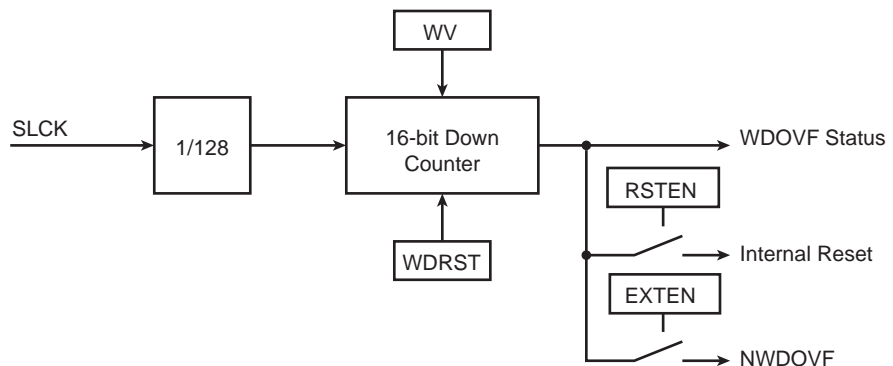 WV
SLCK
1/128
16-bit Down
Counter
WDOVF Status
RSTEN
WDRST
Internal Reset
EXTEN
NWDOVF